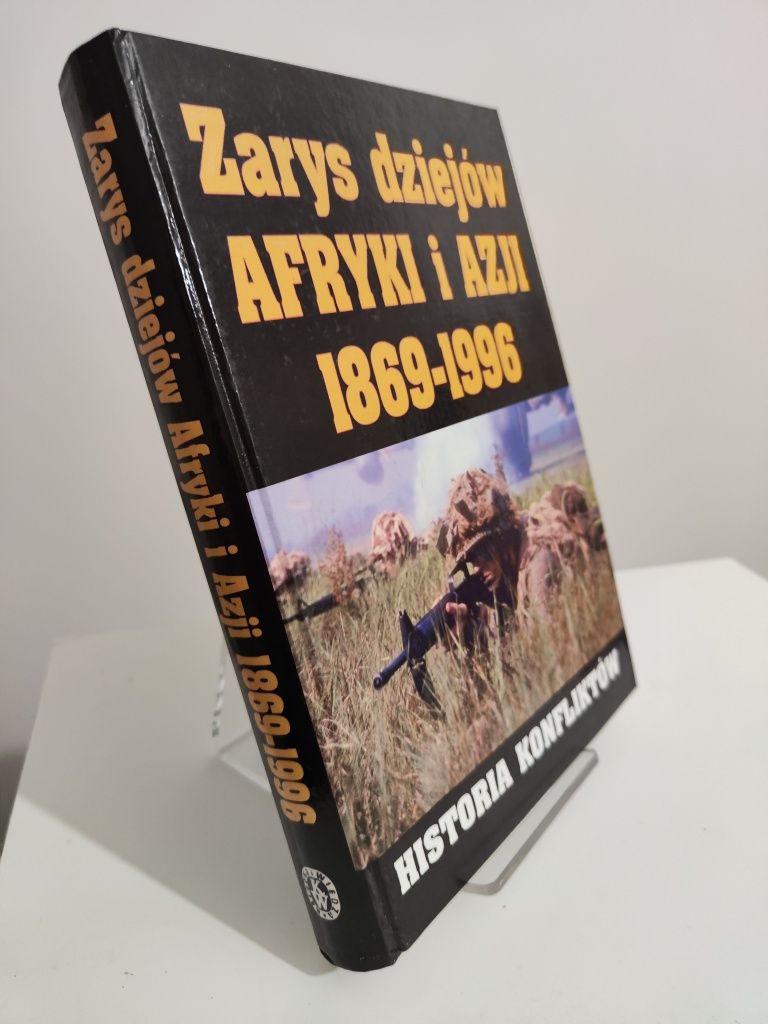 Zarys dziejów
AFRYKI i AZJI
1869-1996
HISTORIA KONFLIKTÓW
Zarys dziejów Afryki i Azji 1869-1996